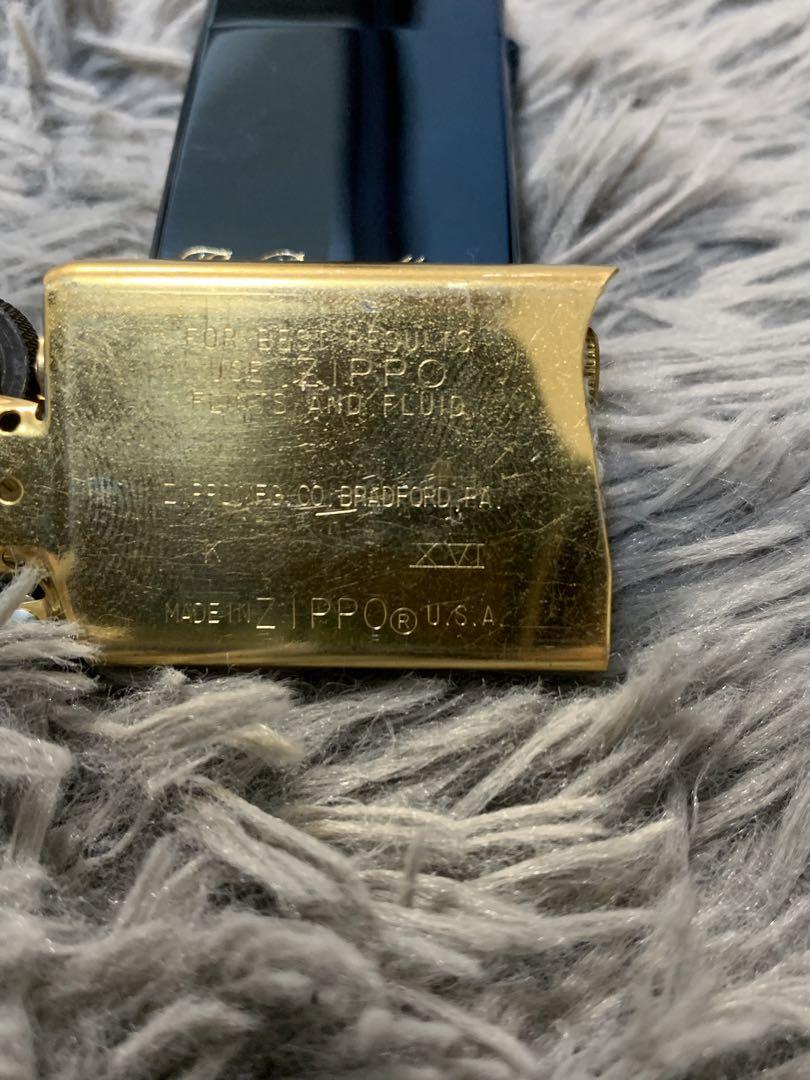 FOR BEST RESULTS
USE ZIPPO
FLINTS AND FLUID
ZIPPO MFG. CO. BRADFORD, PA.
XVI
MADE IN ZIPPO® U.S.A.